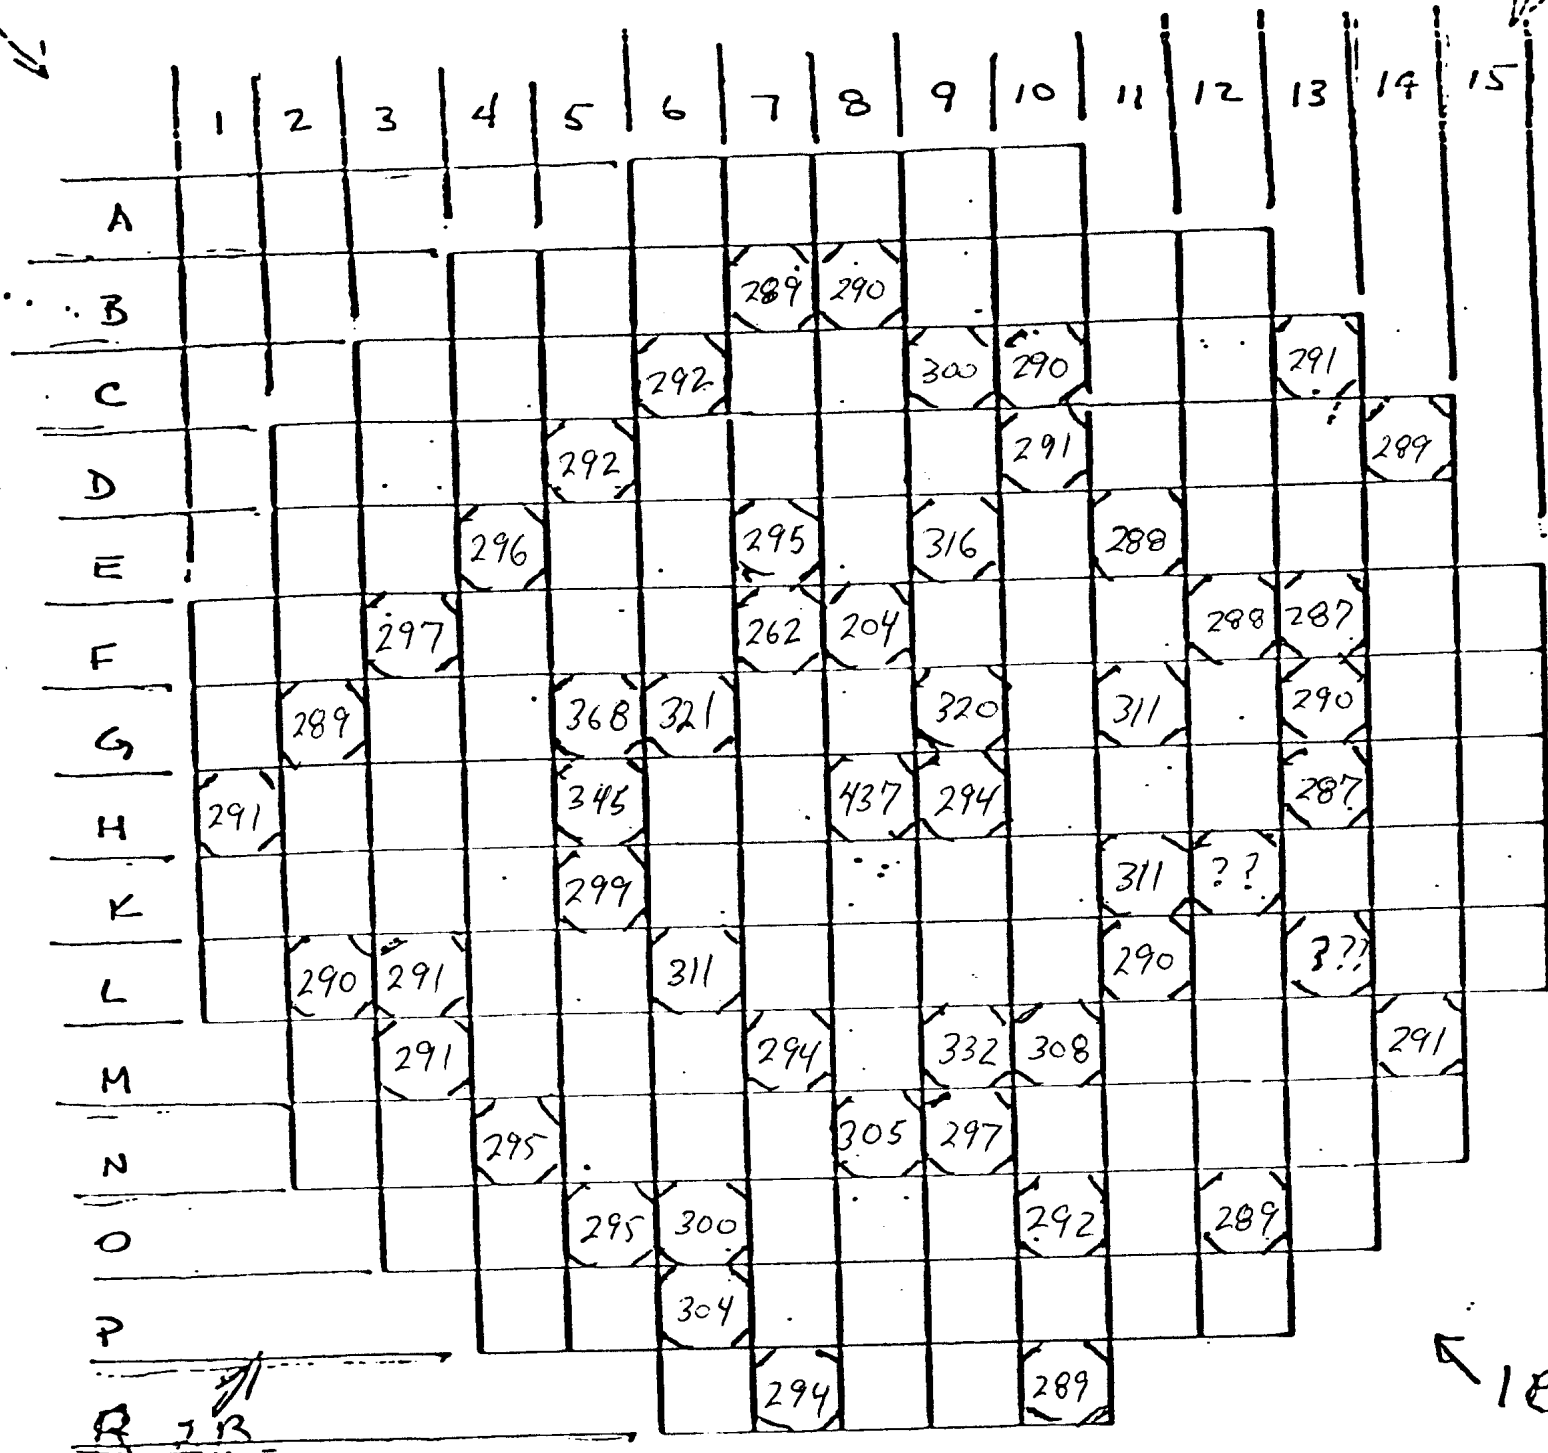 1 2 3 4 5 6 7 8 9 10 11 12 13 14 15
A
B 289 290
C 292 300 290 291
D 292 291 289
E 296 295 316 288
F 297 262 204 288 287
G 289 368 321 320 311 290
H 291 345 437 294 287
K 299 311 ??
L 290 291 311 290 ???
M 291 294 332 308 291
N 295 305 297
O 295 300 292 289
P 304
R 294 289